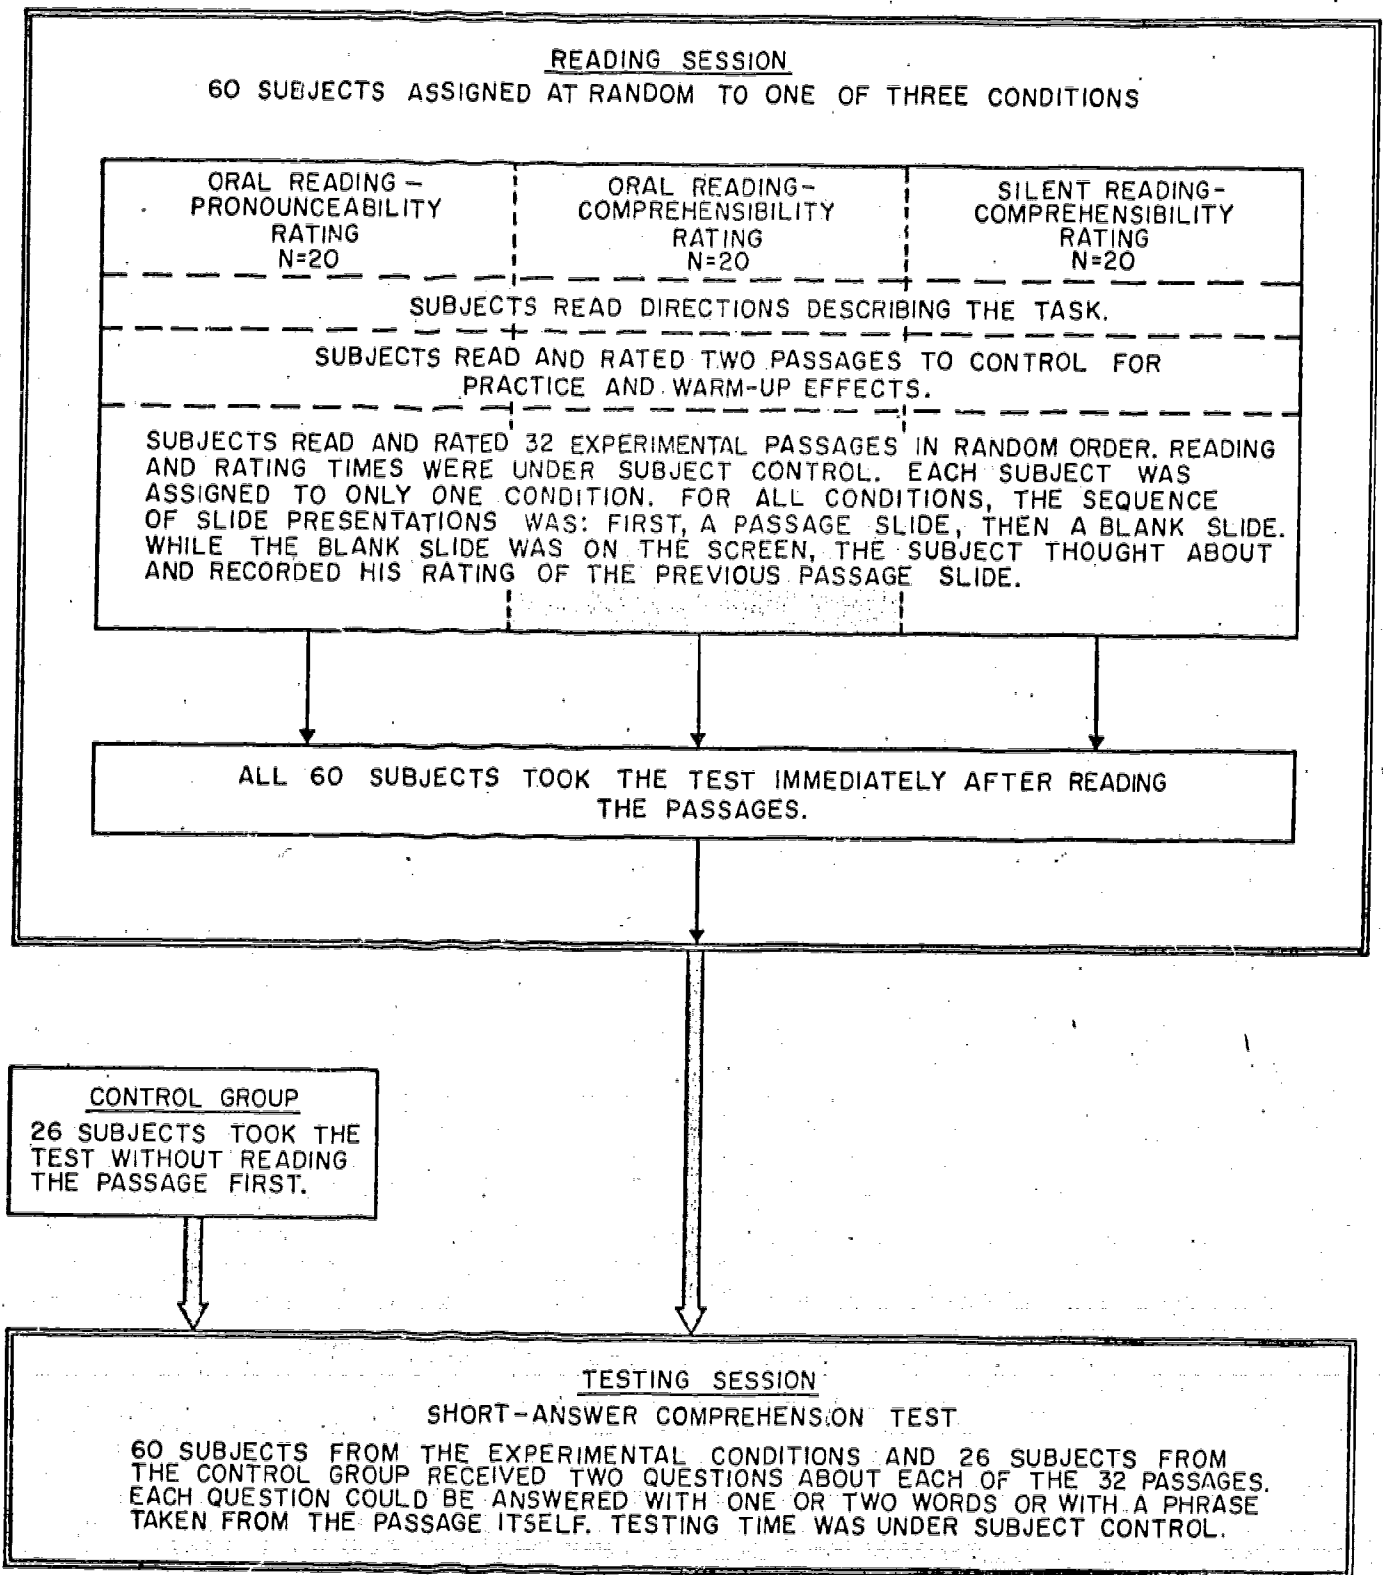 READING SESSION
60 SUBJECTS ASSIGNED AT RANDOM TO ONE OF THREE CONDITIONS
ORAL READING –
PRONOUNCEABILITY
RATING
N=20
ORAL READING–
COMPREHENSIBILITY
RATING
N=20
SILENT READING–
COMPREHENSIBILITY
RATING
N=20
SUBJECTS READ DIRECTIONS DESCRIBING THE TASK.
SUBJECTS READ AND RATED TWO PASSAGES TO CONTROL FOR
PRACTICE AND WARM-UP EFFECTS.
SUBJECTS READ AND RATED 32 EXPERIMENTAL PASSAGES IN RANDOM ORDER. READING
AND RATING TIMES WERE UNDER SUBJECT CONTROL. EACH SUBJECT WAS
ASSIGNED TO ONLY ONE CONDITION. FOR ALL CONDITIONS, THE SEQUENCE
OF SLIDE PRESENTATIONS WAS: FIRST, A PASSAGE SLIDE, THEN A BLANK SLIDE.
WHILE THE BLANK SLIDE WAS ON THE SCREEN, THE SUBJECT THOUGHT ABOUT
AND RECORDED HIS RATING OF THE PREVIOUS PASSAGE SLIDE.
ALL 60 SUBJECTS TOOK THE TEST IMMEDIATELY AFTER READING
THE PASSAGES.
CONTROL GROUP
26 SUBJECTS TOOK THE
TEST WITHOUT READING
THE PASSAGE FIRST.
TESTING SESSION
SHORT-ANSWER COMPREHENSION TEST
60 SUBJECTS FROM THE EXPERIMENTAL CONDITIONS AND 26 SUBJECTS FROM
THE CONTROL GROUP RECEIVED TWO QUESTIONS ABOUT EACH OF THE 32 PASSAGES.
EACH QUESTION COULD BE ANSWERED WITH ONE OR TWO WORDS OR WITH A PHRASE
TAKEN FROM THE PASSAGE ITSELF. TESTING TIME WAS UNDER SUBJECT CONTROL.